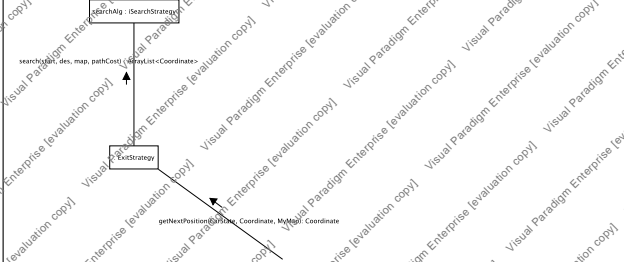 searchAlg : iSearchStrategy
search(start, des, map, pathCost) : ArrayList<Coordinate>
ExitStrategy
getNextPosition(CarState, Coordinate, MyMap): Coordinate
Visual Paradigm Enterprise [evaluation copy]